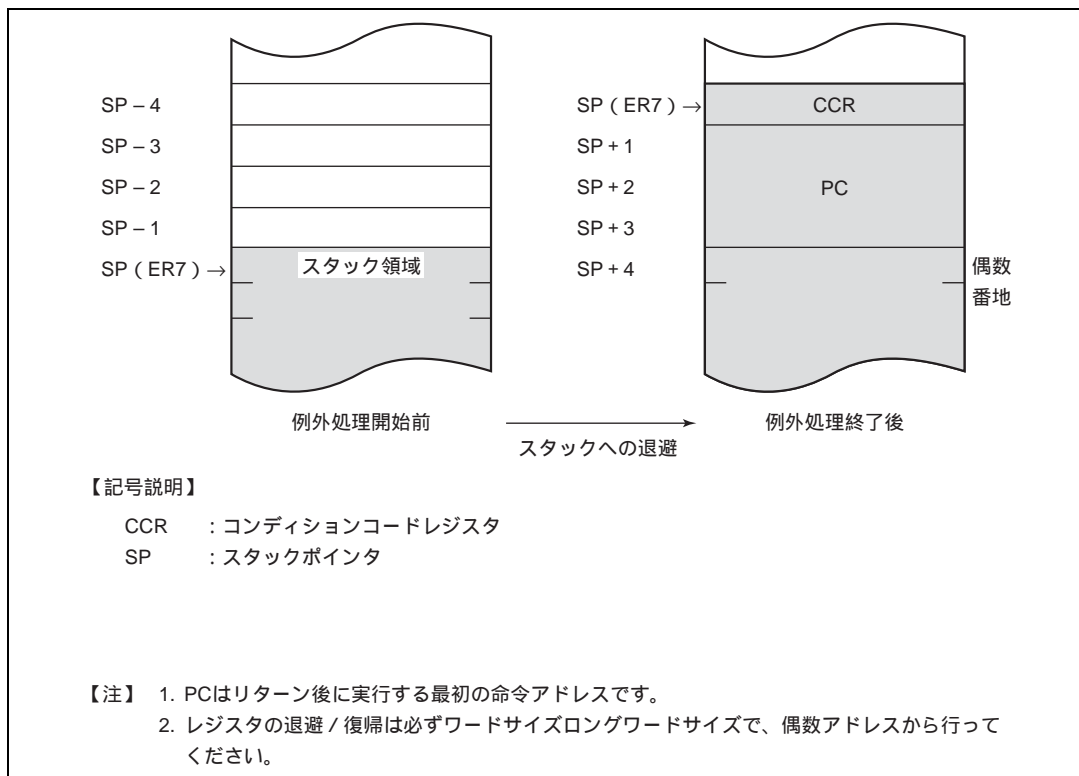 SP – 4
SP – 3
SP – 2
SP – 1
SP ( ER7 ) →
スタック領域
例外処理開始前
SP ( ER7 ) →
CCR
SP + 1
SP + 2
PC
SP + 3
SP + 4
偶数
番地
例外処理終了後
スタックへの退避
【記号説明】
CCR : コンディションコードレジスタ
SP : スタックポインタ
【注】 1. PCはリターン後に実行する最初の命令アドレスです。
2. レジスタの退避 / 復帰は必ずワードサイズロングワードサイズで、偶数アドレスから行って
ください。